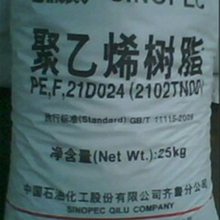 SINOPEC
聚乙烯树脂
PE,F,21D024 (2102TN00)
执行标准(Standard) GB/T 11115-2009
净含量(Net Wt.): 25kg
中国石油化工股份有限公司齐鲁分公司
SINOPEC QILU COMPANY